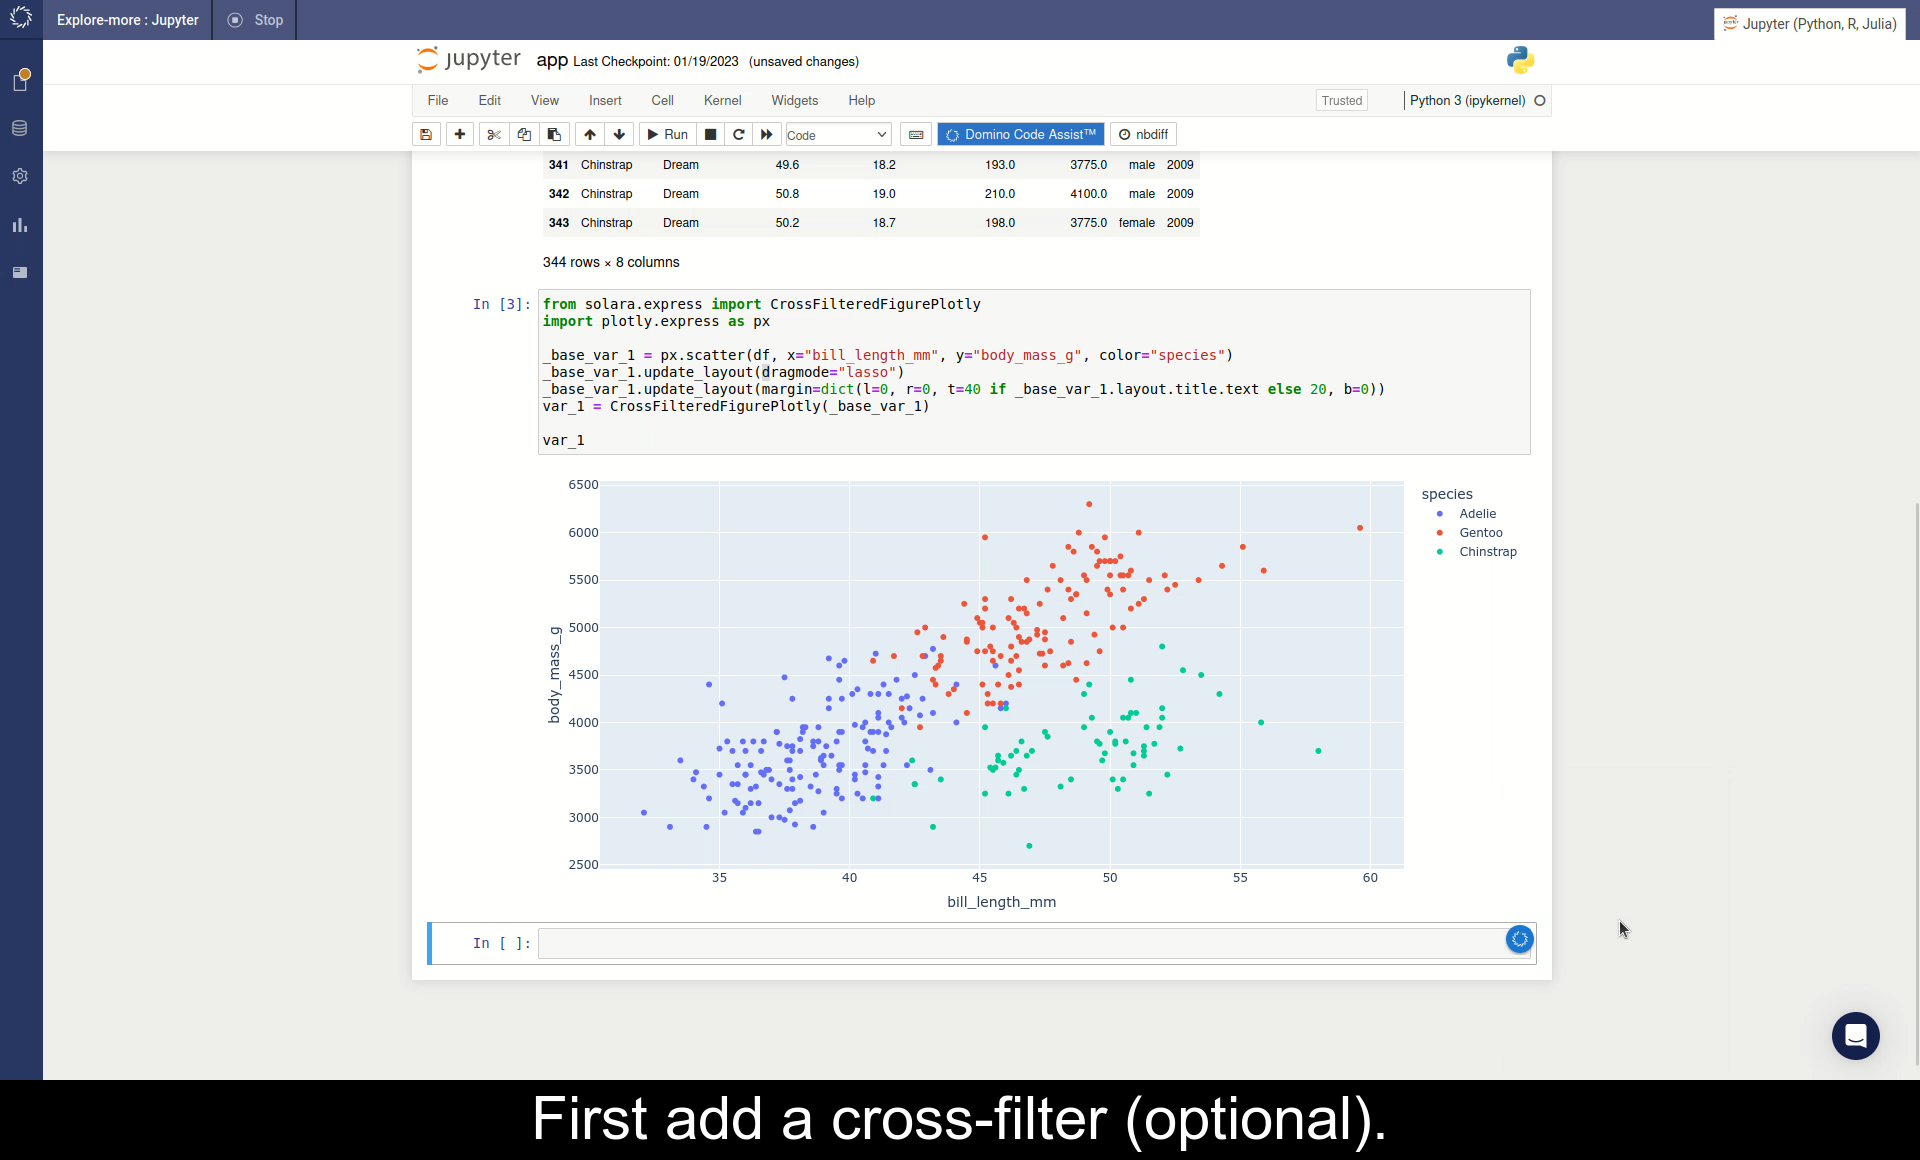 Explore-more : Jupyter
Stop
Jupyter (Python, R, Julia)
jupyter app Last Checkpoint: 01/19/2023 (unsaved changes)
File Edit View Insert Cell Kernel Widgets Help
Trusted
Python 3 (ipykernel)
Run
Code
Domino Code Assist™
nbdiff
341 Chinstrap Dream 49.6 18.2 193.0 3775.0 male 2009
342 Chinstrap Dream 50.8 19.0 210.0 4100.0 male 2009
343 Chinstrap Dream 50.2 18.7 198.0 3775.0 female 2009
344 rows × 8 columns
In [3]:
from solara.express import CrossFilteredFigurePlotly
import plotly.express as px
_base_var_1 = px.scatter(df, x="bill_length_mm", y="body_mass_g", color="species")
_base_var_1.update_layout(dragmode="lasso")
_base_var_1.update_layout(margin=dict(l=0, r=0, t=40 if _base_var_1.layout.title.text else 20, b=0))
var_1 = CrossFilteredFigurePlotly(_base_var_1)
var_1
6500
6000
5500
5000
4500
4000
3500
3000
2500
body_mass_g
35 40 45 50 55 60
bill_length_mm
species
Adelie
Gentoo
Chinstrap
In [ ]:
First add a cross-filter (optional).